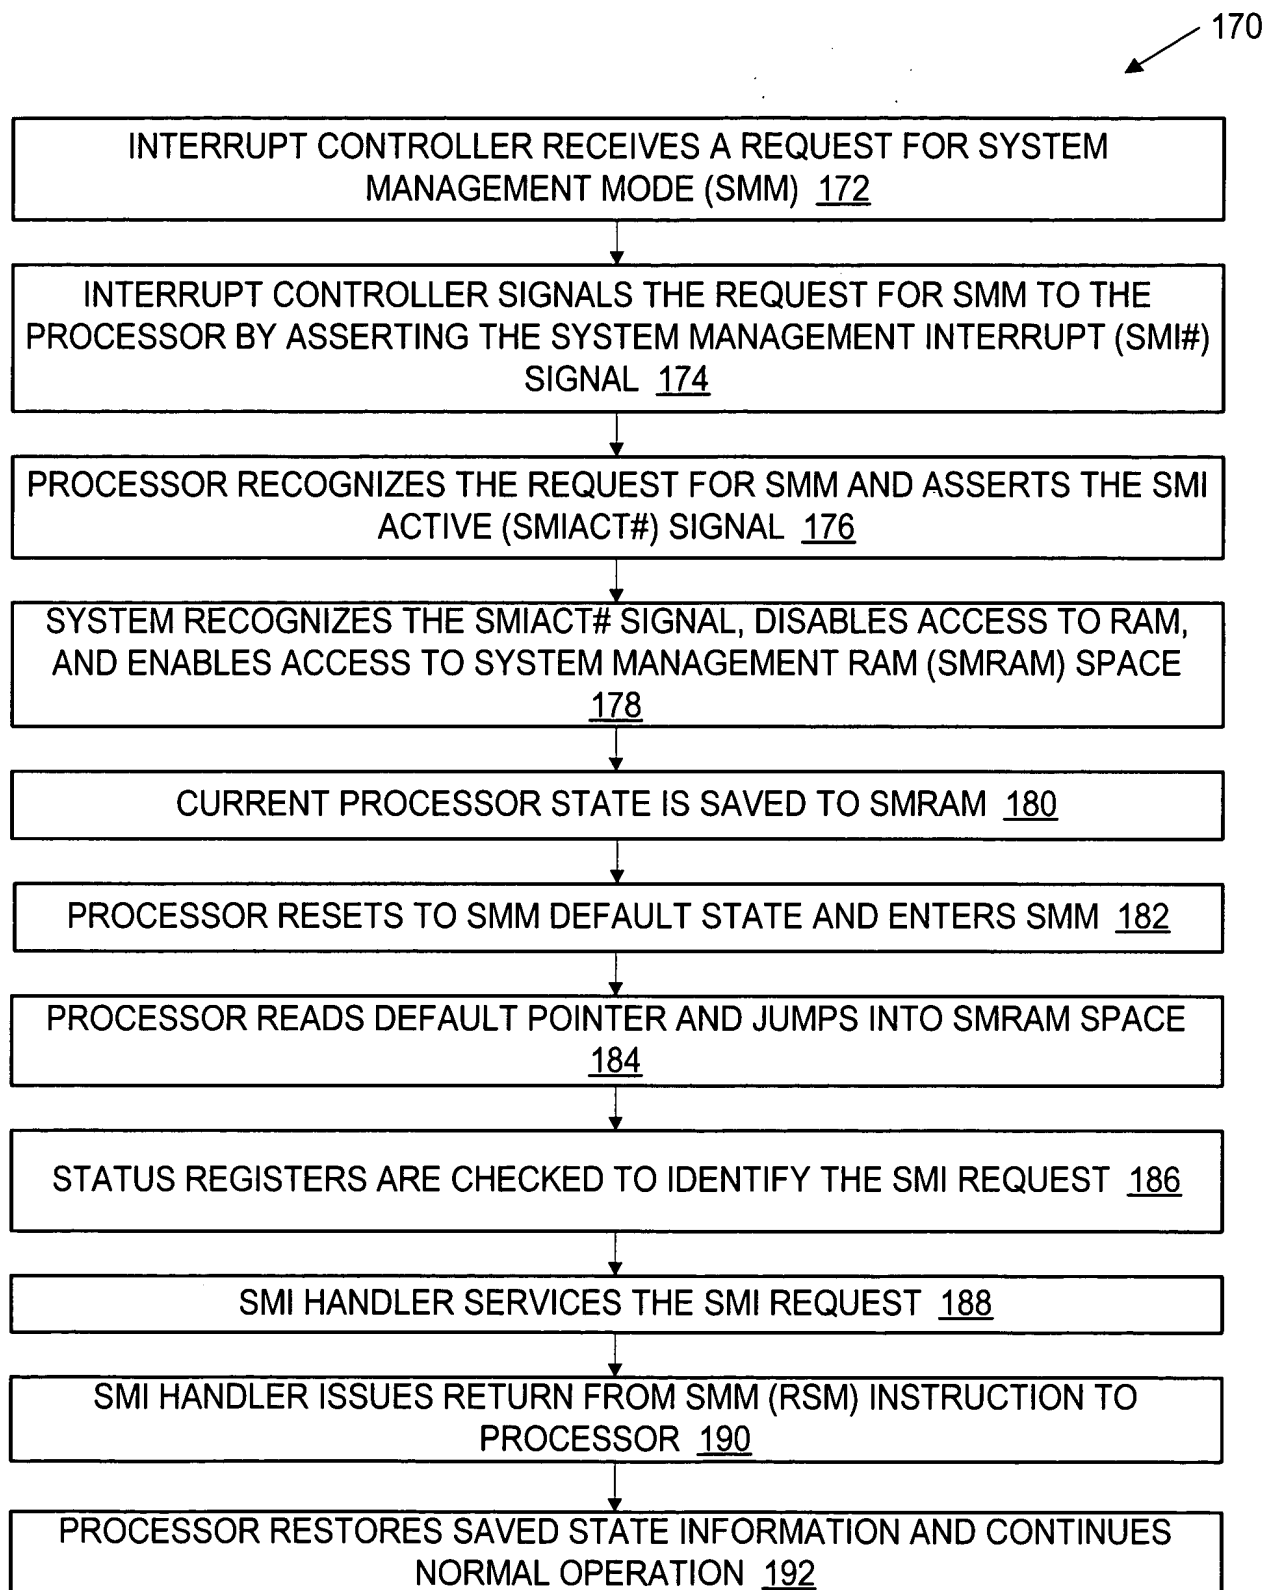 170
INTERRUPT CONTROLLER RECEIVES A REQUEST FOR SYSTEM
MANAGEMENT MODE (SMM) 172
INTERRUPT CONTROLLER SIGNALS THE REQUEST FOR SMM TO THE
PROCESSOR BY ASSERTING THE SYSTEM MANAGEMENT INTERRUPT (SMI#)
SIGNAL 174
PROCESSOR RECOGNIZES THE REQUEST FOR SMM AND ASSERTS THE SMI
ACTIVE (SMIACT#) SIGNAL 176
SYSTEM RECOGNIZES THE SMIACT# SIGNAL, DISABLES ACCESS TO RAM,
AND ENABLES ACCESS TO SYSTEM MANAGEMENT RAM (SMRAM) SPACE
178
CURRENT PROCESSOR STATE IS SAVED TO SMRAM 180
PROCESSOR RESETS TO SMM DEFAULT STATE AND ENTERS SMM 182
PROCESSOR READS DEFAULT POINTER AND JUMPS INTO SMRAM SPACE
184
STATUS REGISTERS ARE CHECKED TO IDENTIFY THE SMI REQUEST 186
SMI HANDLER SERVICES THE SMI REQUEST 188
SMI HANDLER ISSUES RETURN FROM SMM (RSM) INSTRUCTION TO
PROCESSOR 190
PROCESSOR RESTORES SAVED STATE INFORMATION AND CONTINUES
NORMAL OPERATION 192